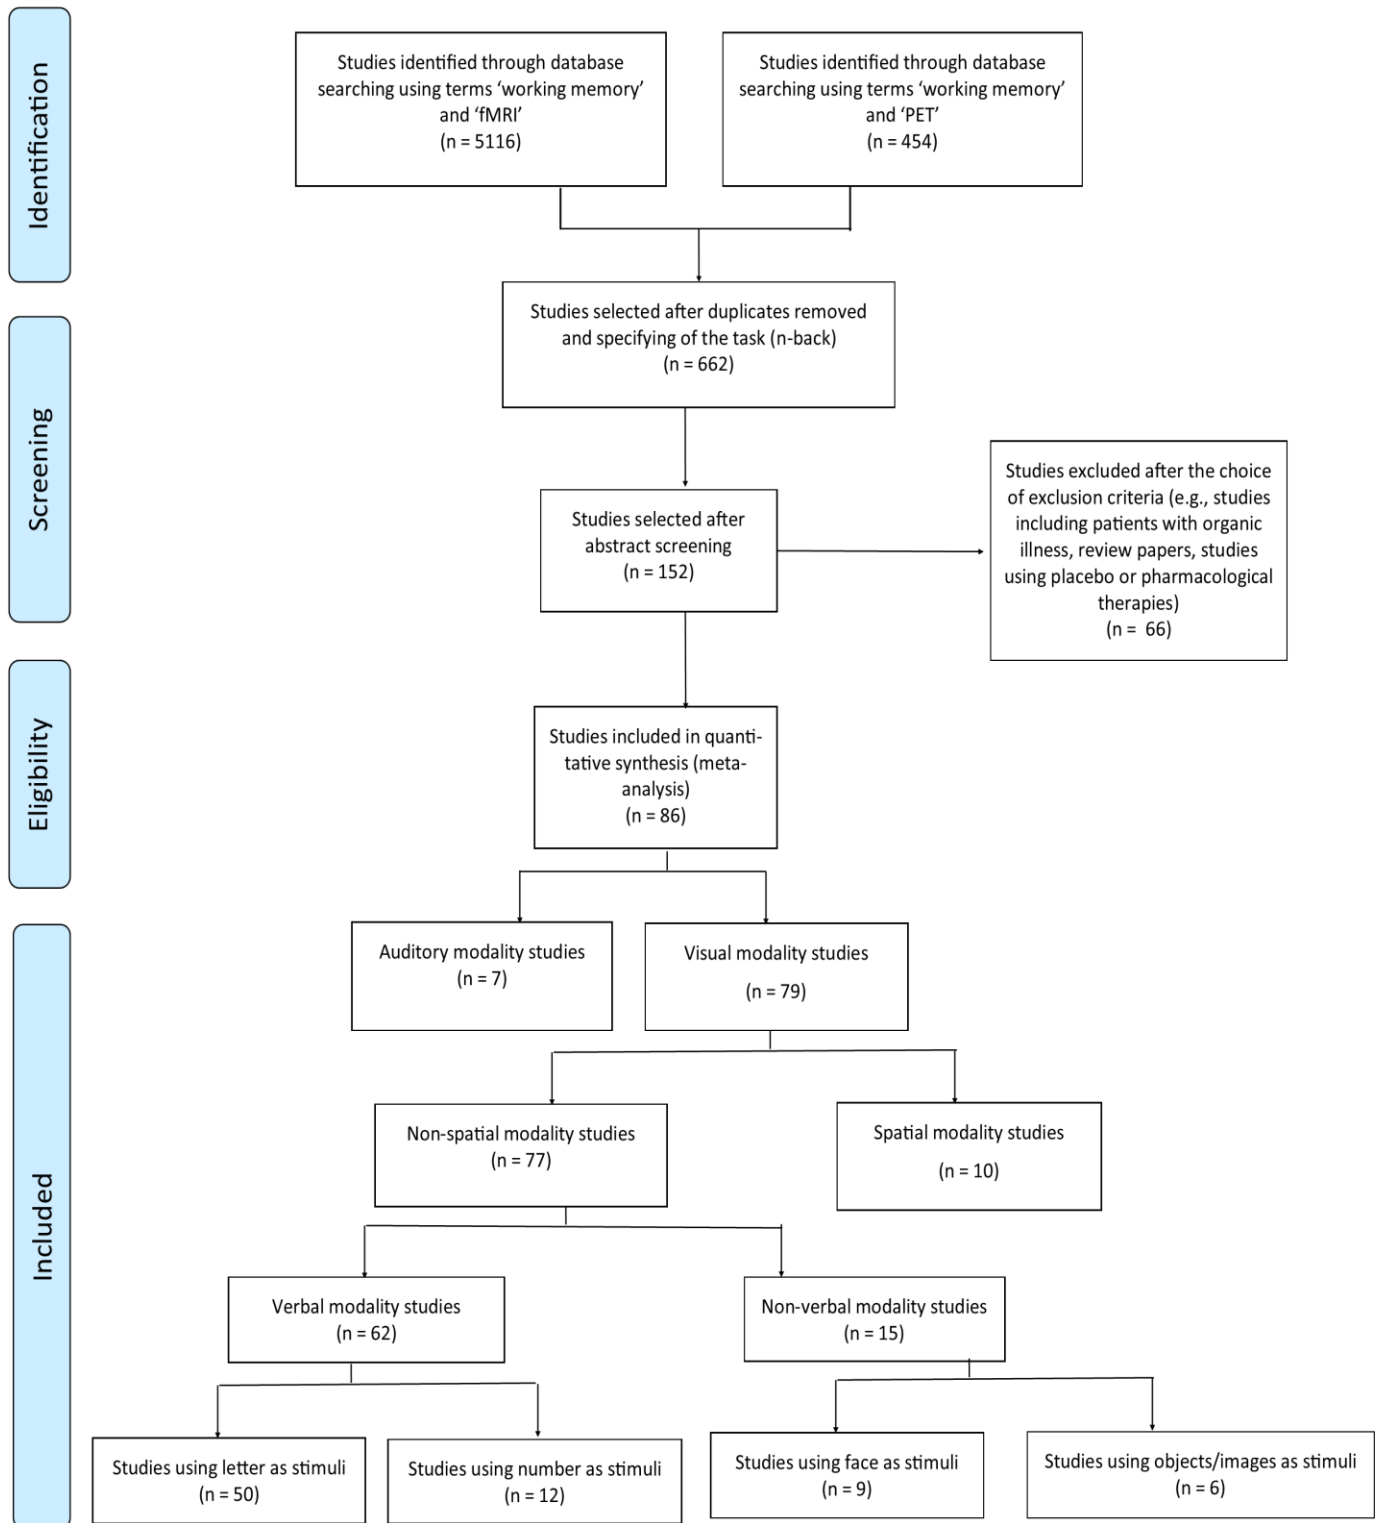 Identification
Studies identified through database
searching using terms ‘working memory’
and ‘fMRI’
(n = 5116)
Studies identified through database
searching using terms ‘working memory’
and ‘PET’
(n = 454)
Screening
Studies selected after duplicates removed
and specifying of the task (n-back)
(n = 662)
Studies selected after
abstract screening
(n = 152)
Studies excluded after the choice
of exclusion criteria (e.g., studies
including patients with organic
illness, review papers, studies
using placebo or pharmacological
therapies)
(n =  66)
Eligibility
Studies included in quanti-
tative synthesis (meta-
analysis)
(n = 86)
Included
Auditory modality studies
(n = 7)
Visual modality studies
(n = 79)
Non-spatial modality studies
(n = 77)
Spatial modality studies
(n = 10)
Verbal modality studies
(n = 62)
Non-verbal modality studies
(n = 15)
Studies using letter as stimuli
(n = 50)
Studies using number as stimuli
(n = 12)
Studies using face as stimuli
(n = 9)
Studies using objects/images as stimuli
(n = 6)